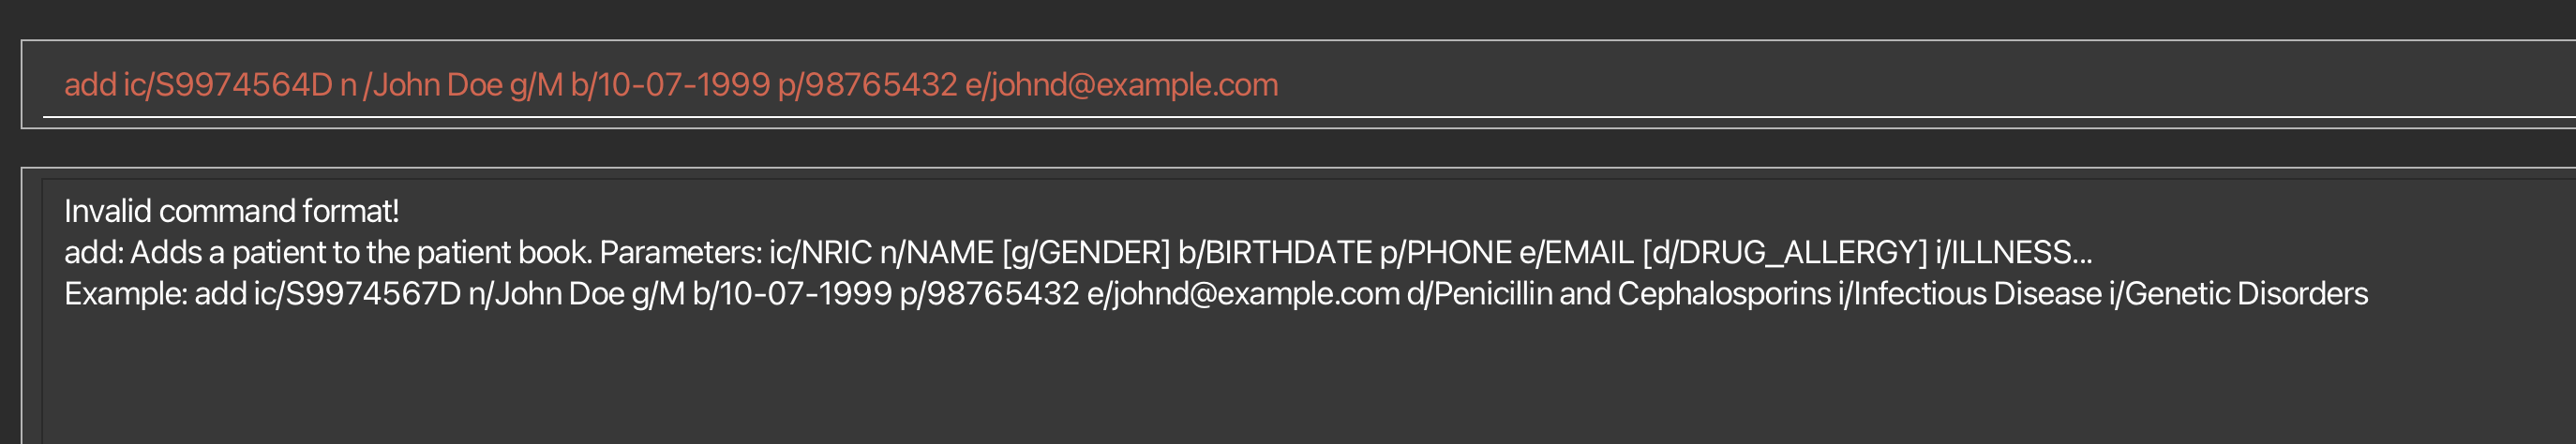 add ic/S9974564D n /John Doe g/M b/10-07-1999 p/98765432 e/johnd@example.com
Invalid command format!
add: Adds a patient to the patient book. Parameters: ic/NRIC n/NAME [g/GENDER] b/BIRTHDATE p/PHONE e/EMAIL [d/DRUG_ALLERGY] i/ILLNESS...
Example: add ic/S9974567D n/John Doe g/M b/10-07-1999 p/98765432 e/johnd@example.com d/Penicillin and Cephalosporins i/Infectious Disease i/Genetic Disorders